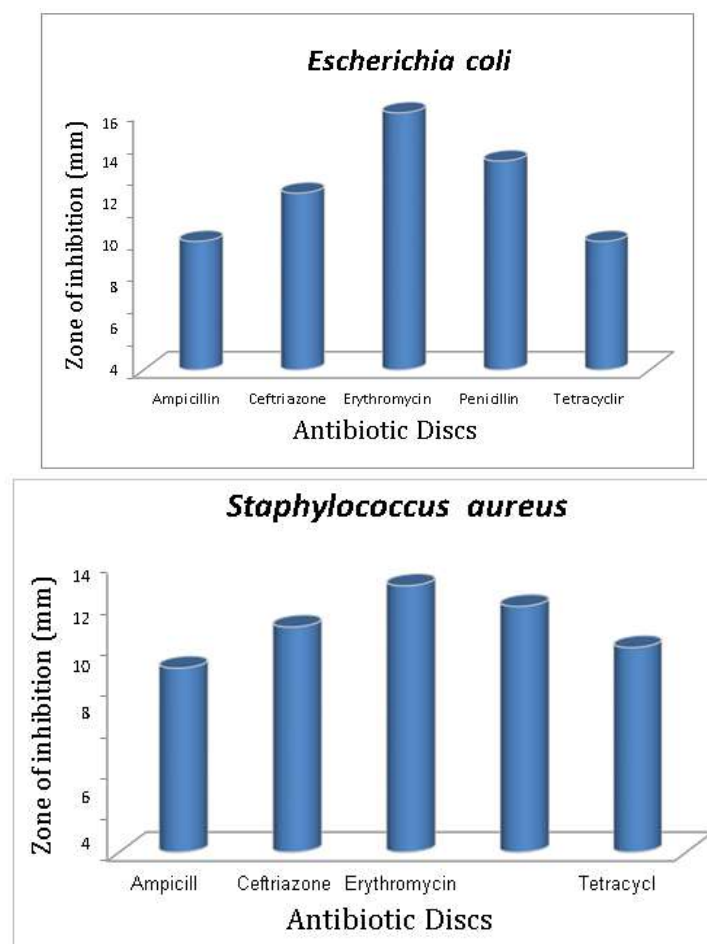 Escherichia coli
Zone of inhibition (mm)
16
14
12
10
8
6
4
Ampicillin Ceftriazone Erythromycin Penicillin Tetracyclir
Antibiotic Discs
Staphylococcus aureus
Zone of inhibition (mm)
14
12
10
8
6
4
Ampicill Ceftriazone Erythromycin Tetracycl
Antibiotic Discs